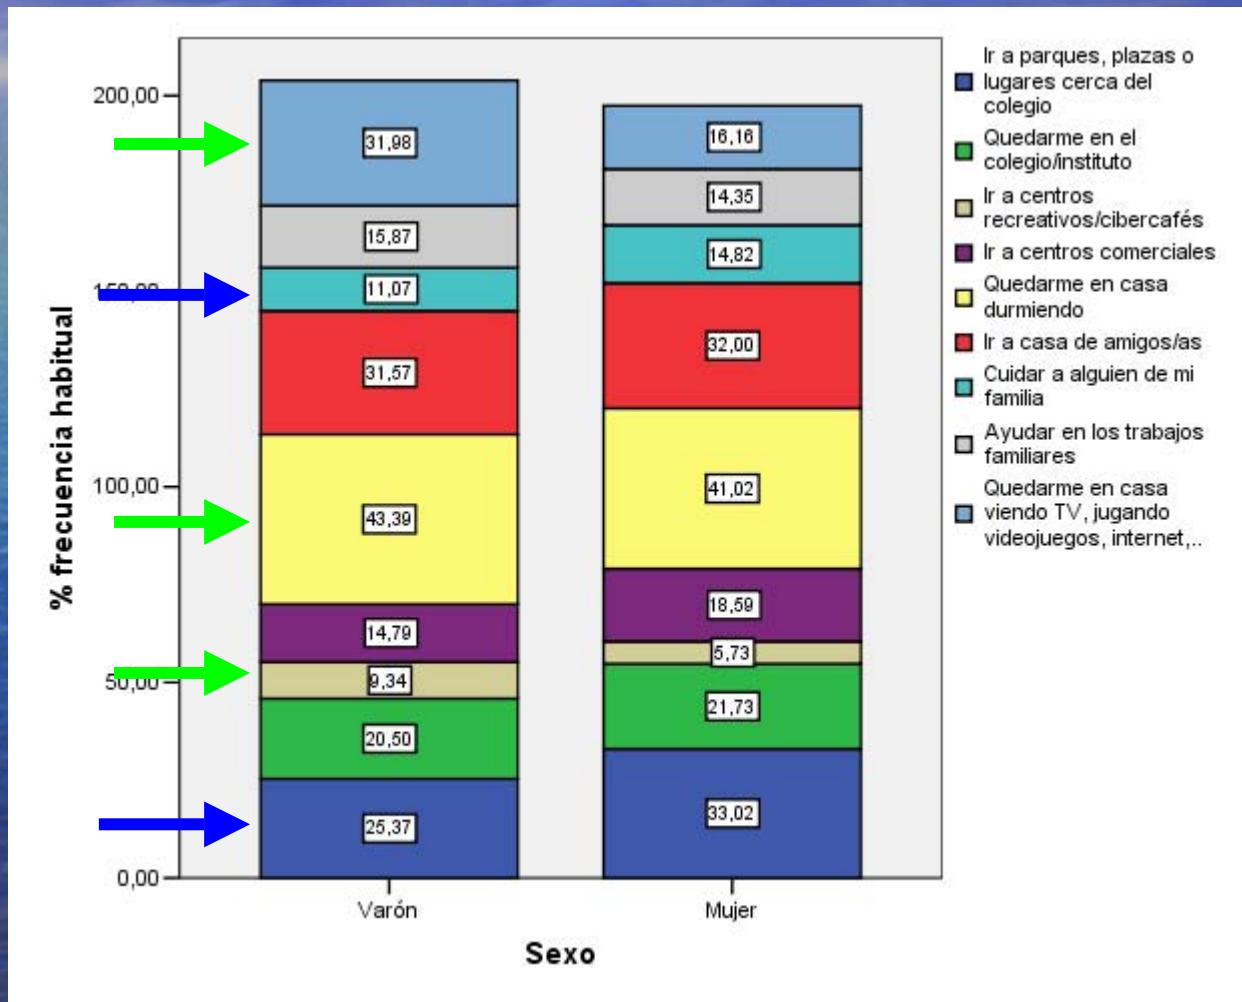 200,00
150,00
100,00
50,00
0,00
% frecuencia habitual
31,98
15,87
11,07
31,57
43,39
14,79
9,34
20,50
25,37
16,16
14,35
14,82
32,00
41,02
18,59
5,73
21,73
33,02
Varón
Mujer
Sexo
Ir a parques, plazas o
lugares cerca del
colegio
Quedarme en el
colegio/instituto
Ir a centros
recreativos/cibercafés
Ir a centros comerciales
Quedarme en casa
durmiendo
Ir a casa de amigos/as
Cuidar a alguien de mi
familia
Ayudar en los trabajos
familiares
Quedarme en casa
viendo TV, jugando
videojuegos, internet,..